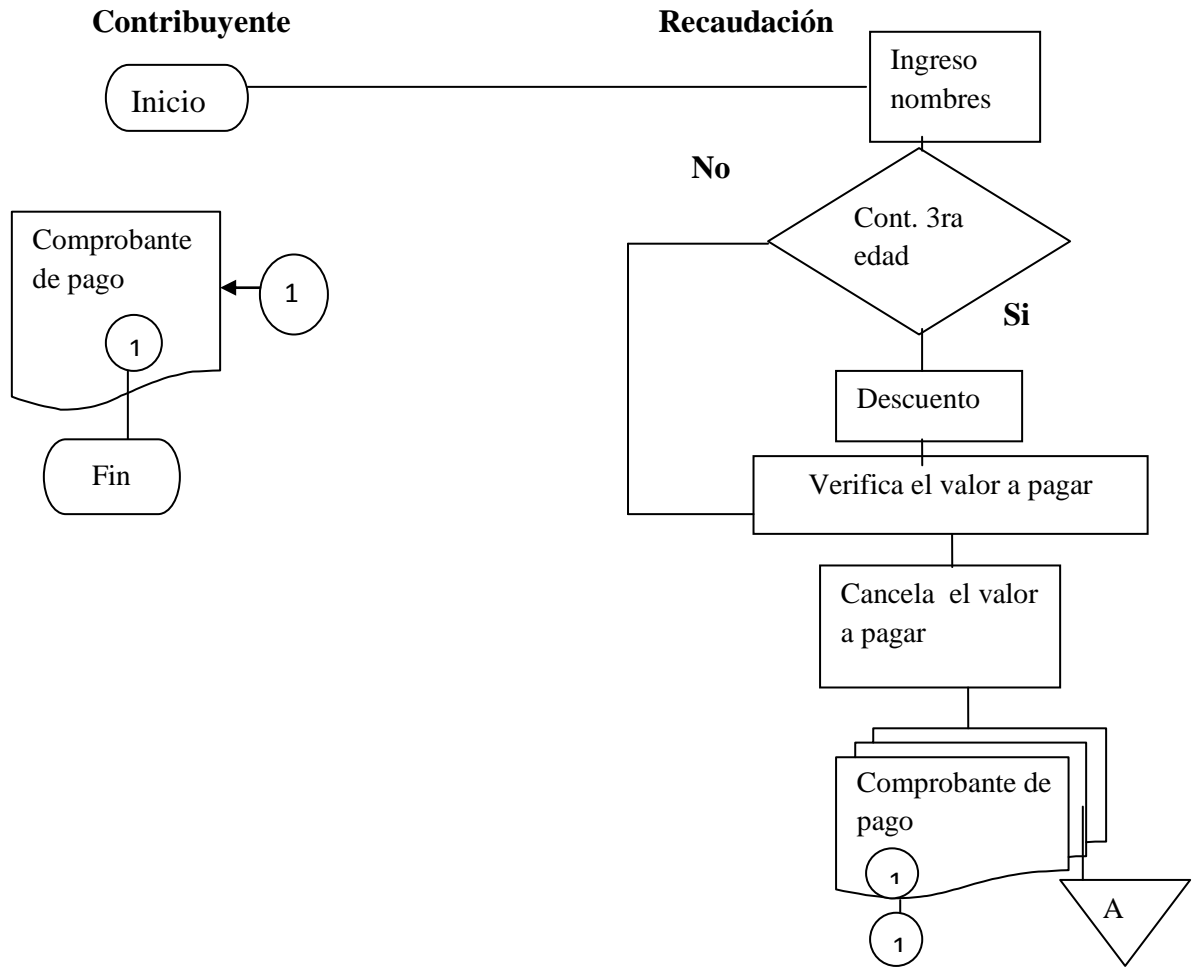 Contribuyente
Recaudación
Inicio
Ingreso
nombres
No
Cont. 3ra
edad
Si
Comprobante
de pago
1
1
Fin
Descuento
Verifica el valor a pagar
Cancela el valor
a pagar
Comprobante de
pago
1
1
A